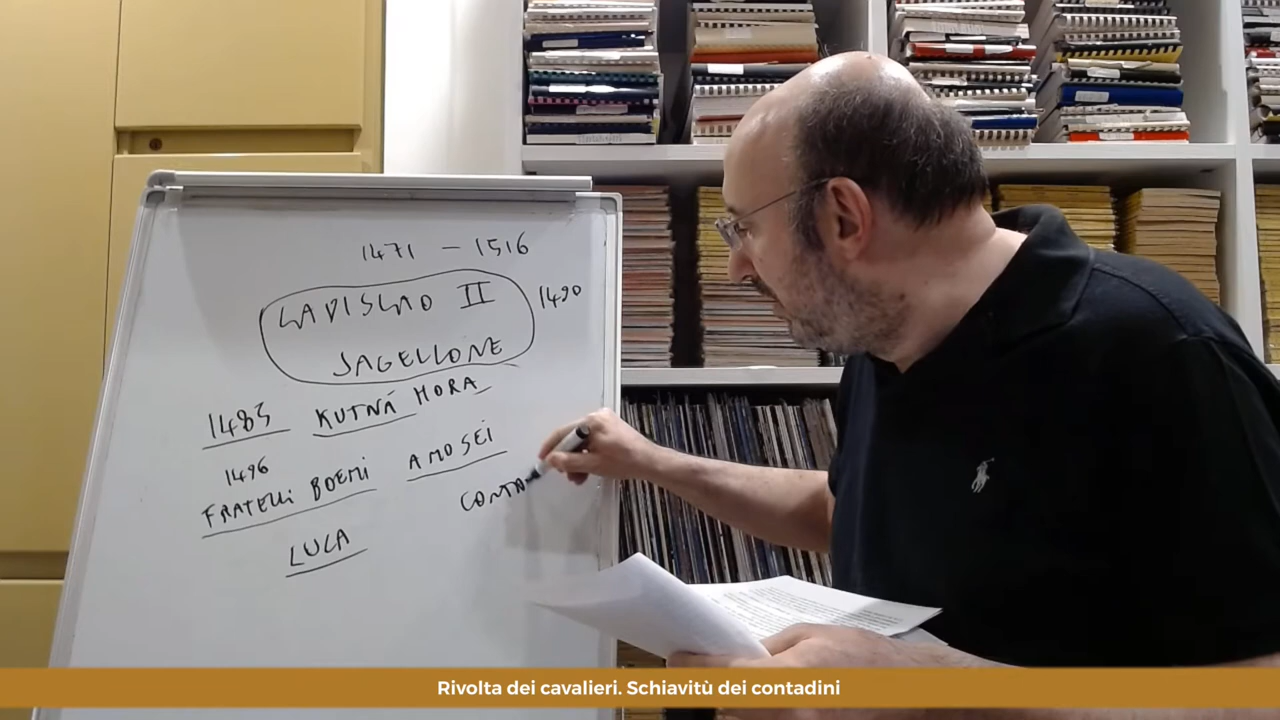 1471 - 1516
LADISLAO II
1490
JAGELLONE
1485 KUTNÁ HORA
1496
FRATELLI BOEMI AMOSEI
CONTA
LUCA
Rivolta dei cavalieri. Schiavitù dei contadini